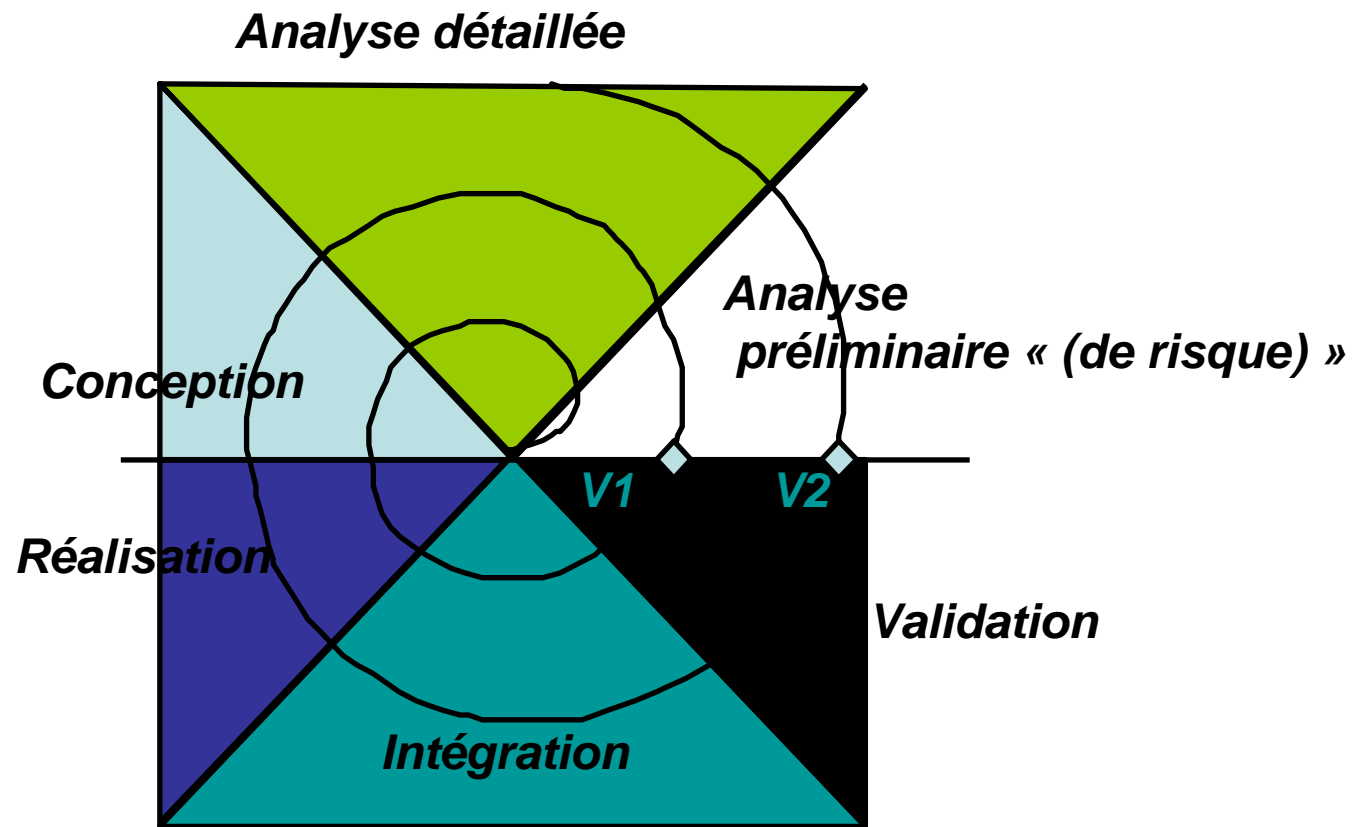 Analyse détaillée
Analyse
préliminaire « (de risque) »
Conception
V1
V2
Réalisation
Validation
Intégration